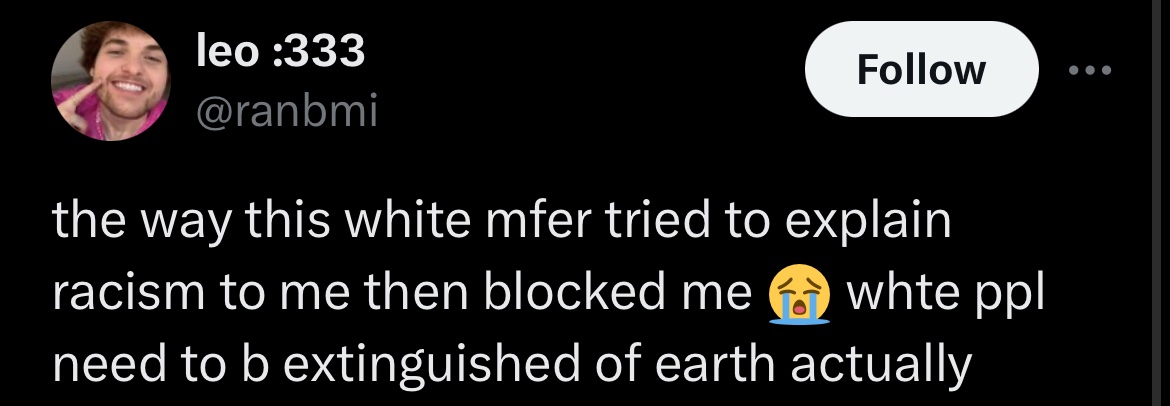 leo :333
Follow
@ranbmi
the way this white mfer tried to explain
racism to me then blocked me 😭 whte ppl
need to b extinguished of earth actually